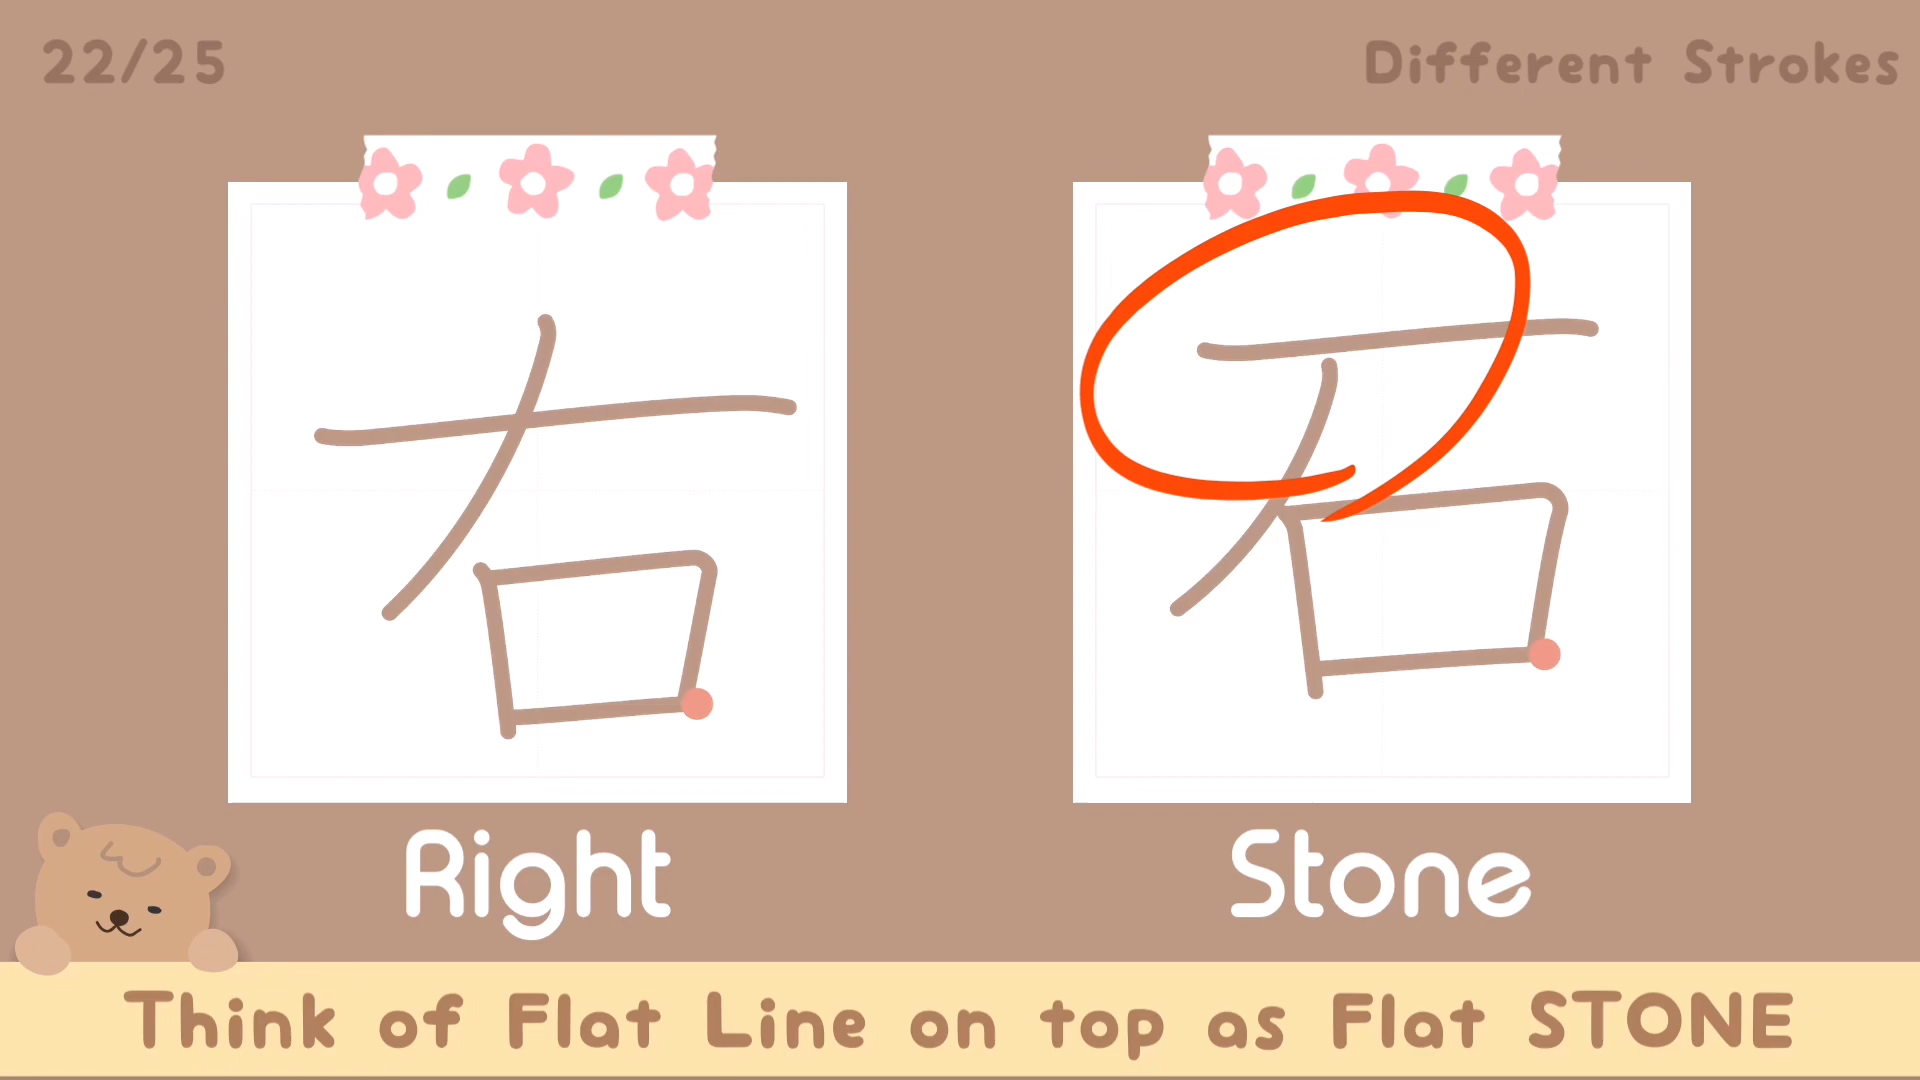 22/25
Different Strokes
右
石
Right
Stone
Think of Flat Line on top as Flat STONE